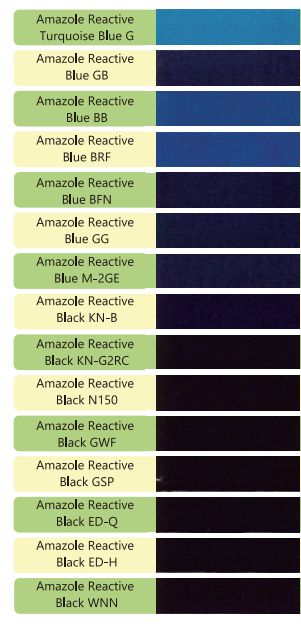 Amazole Reactive
Turquoise Blue G
Amazole Reactive
Blue GB
Amazole Reactive
Blue BB
Amazole Reactive
Blue BRF
Amazole Reactive
Blue BFN
Amazole Reactive
Blue GG
Amazole Reactive
Blue M-2GE
Amazole Reactive
Black KN-B
Amazole Reactive
Black KN-G2RC
Amazole Reactive
Black N150
Amazole Reactive
Black GWF
Amazole Reactive
Black GSP
Amazole Reactive
Black ED-Q
Amazole Reactive
Black ED-H
Amazole Reactive
Black WNN